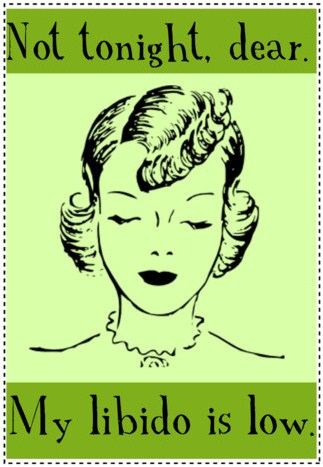 Not tonight, dear.
My libido is low.